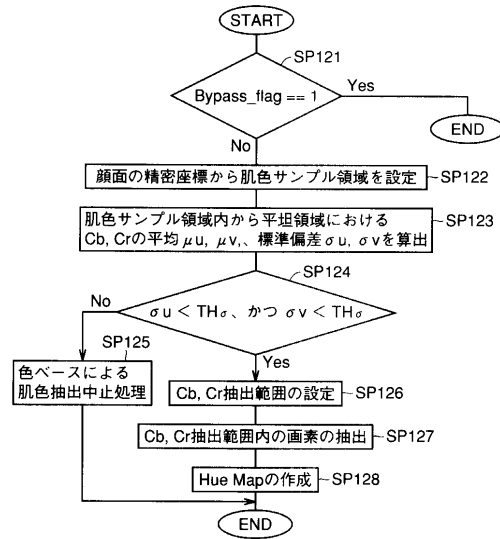 START
SP121
Bypass_flag == 1
Yes
END
No
顔面の精密座標から肌色サンプル領域を設定
SP122
肌色サンプル領域内から平坦領域における
Cb, Crの平均μu, μv,、標準偏差σu, σvを算出
SP123
SP124
σu < THσ、かつ σv < THσ
No
SP125
色ベースによる
肌色抽出中止処理
Yes
Cb, Cr抽出範囲の設定
SP126
Cb, Cr抽出範囲内の画素の抽出
SP127
Hue Mapの作成
SP128
END